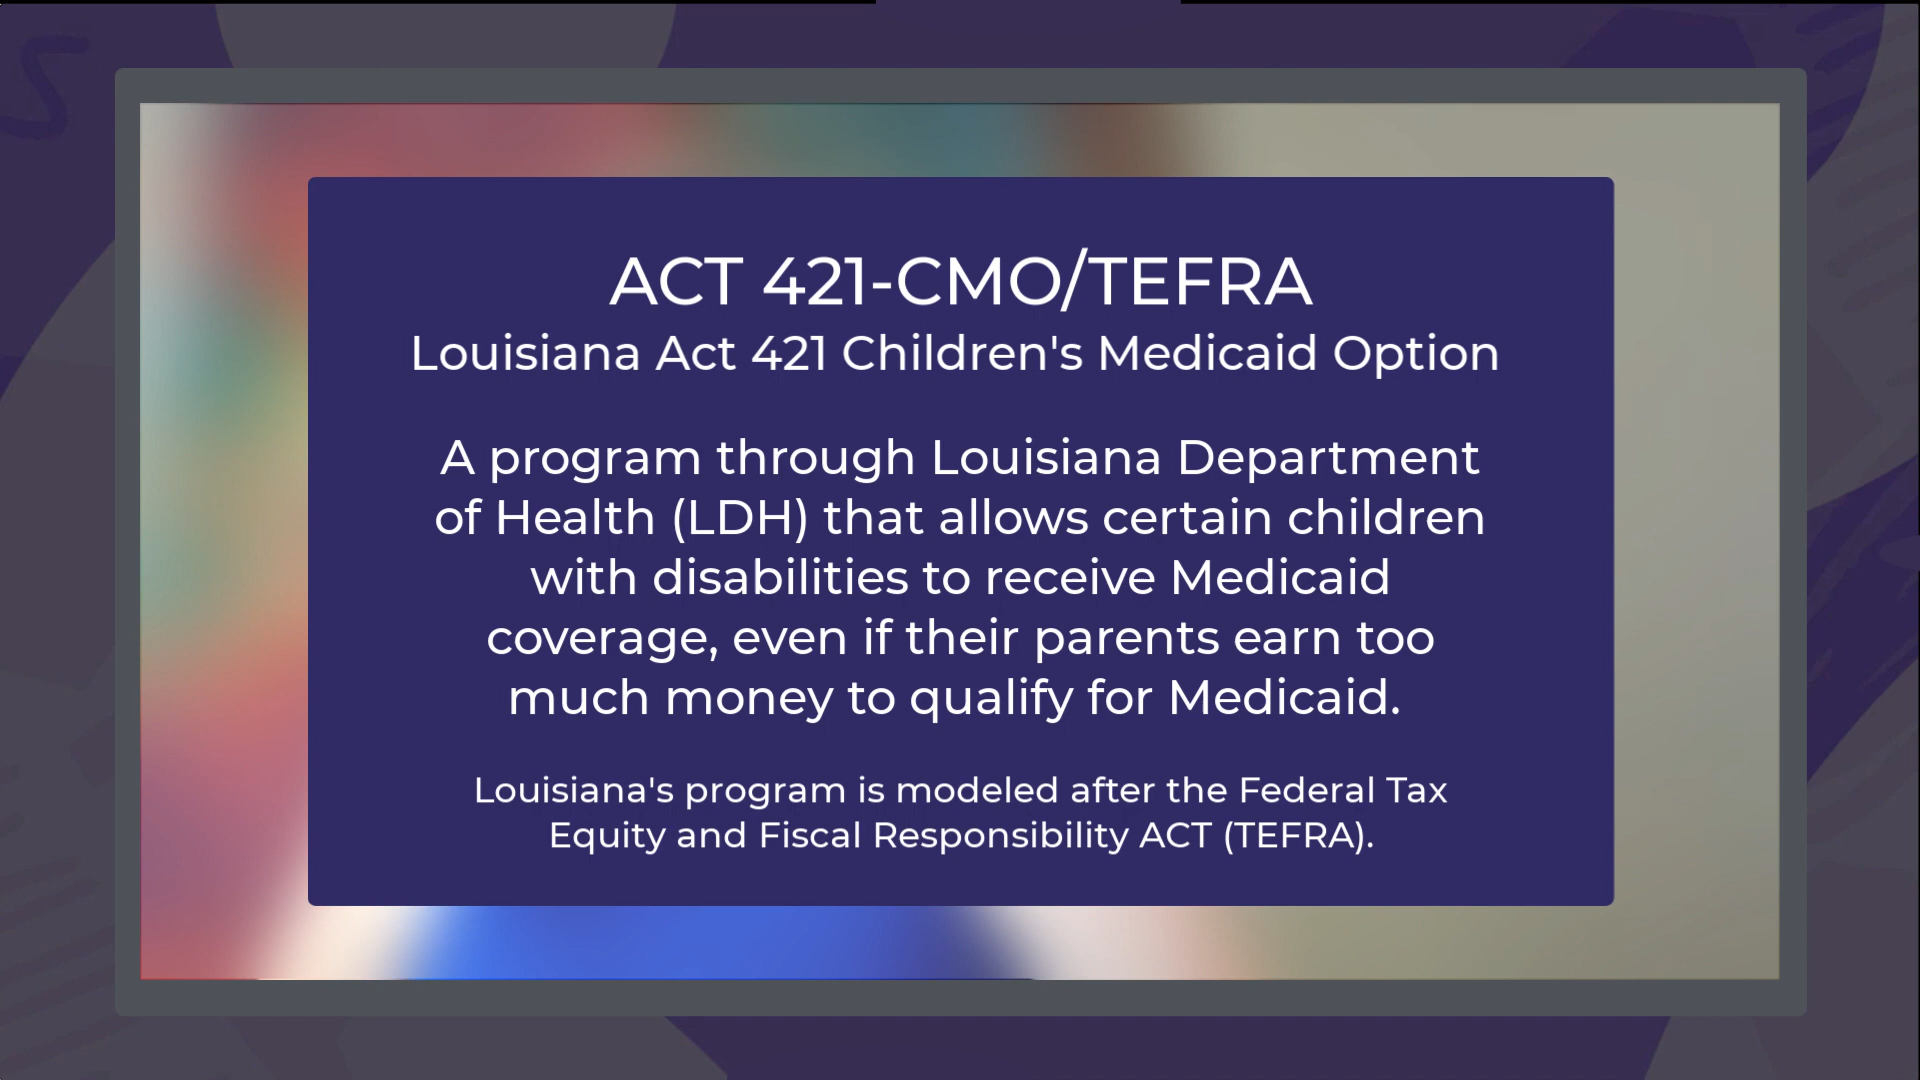 ACT 421-CMO/TEFRA
Louisiana Act 421 Children's Medicaid Option
A program through Louisiana Department
of Health (LDH) that allows certain children
with disabilities to receive Medicaid
coverage, even if their parents earn too
much money to qualify for Medicaid.
Louisiana's program is modeled after the Federal Tax
Equity and Fiscal Responsibility ACT (TEFRA).